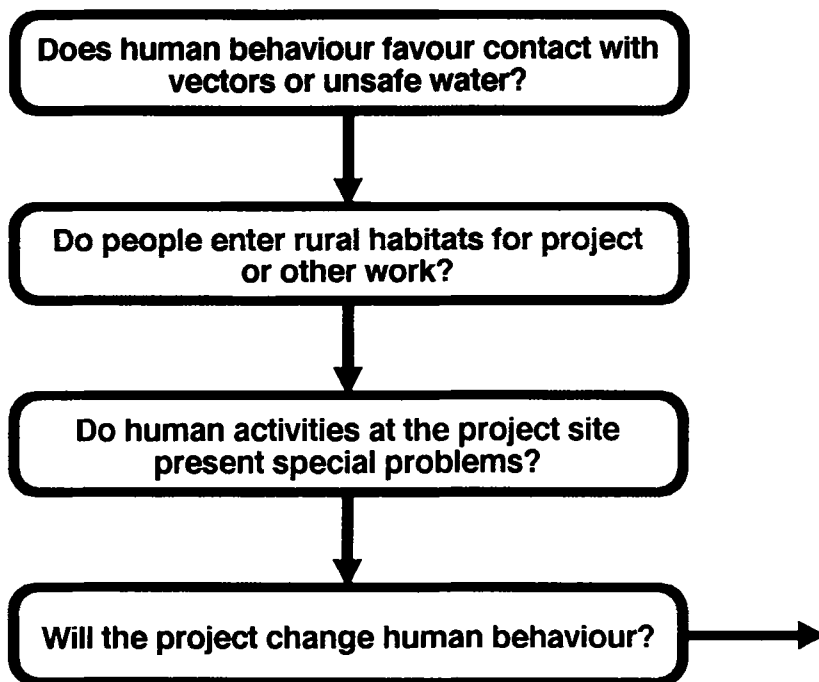 Does human behaviour favour contact with
vectors or unsafe water?
Do people enter rural habitats for project
or other work?
Do human activities at the project site
present special problems?
Will the project change human behaviour?